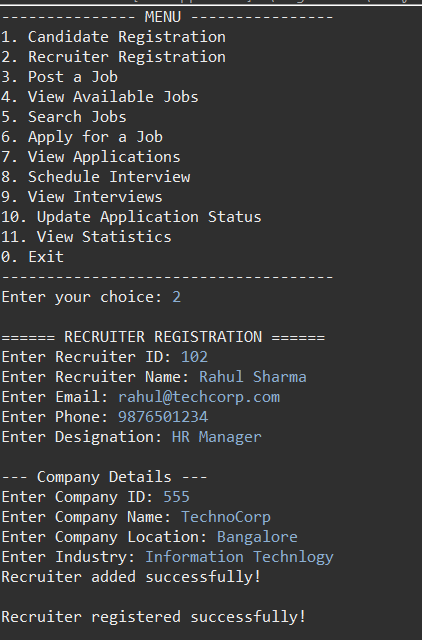 --------------- MENU ----------------
1. Candidate Registration
2. Recruiter Registration
3. Post a Job
4. View Available Jobs
5. Search Jobs
6. Apply for a Job
7. View Applications
8. Schedule Interview
9. View Interviews
10. Update Application Status
11. View Statistics
0. Exit
-------------------------------------
Enter your choice: 2

====== RECRUITER REGISTRATION ======
Enter Recruiter ID: 102
Enter Recruiter Name: Rahul Sharma
Enter Email: rahul@techcorp.com
Enter Phone: 9876501234
Enter Designation: HR Manager

--- Company Details ---
Enter Company ID: 555
Enter Company Name: TechnoCorp
Enter Company Location: Bangalore
Enter Industry: Information Technlogy
Recruiter added successfully!

Recruiter registered successfully!